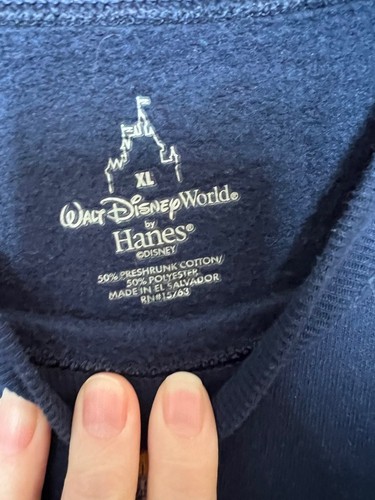 XL
WALT DISNEY World®
by
Hanes®
©DISNEY
50% PRESHRUNK COTTON/
50% POLYESTER
MADE IN EL SALVADOR
RN#15763